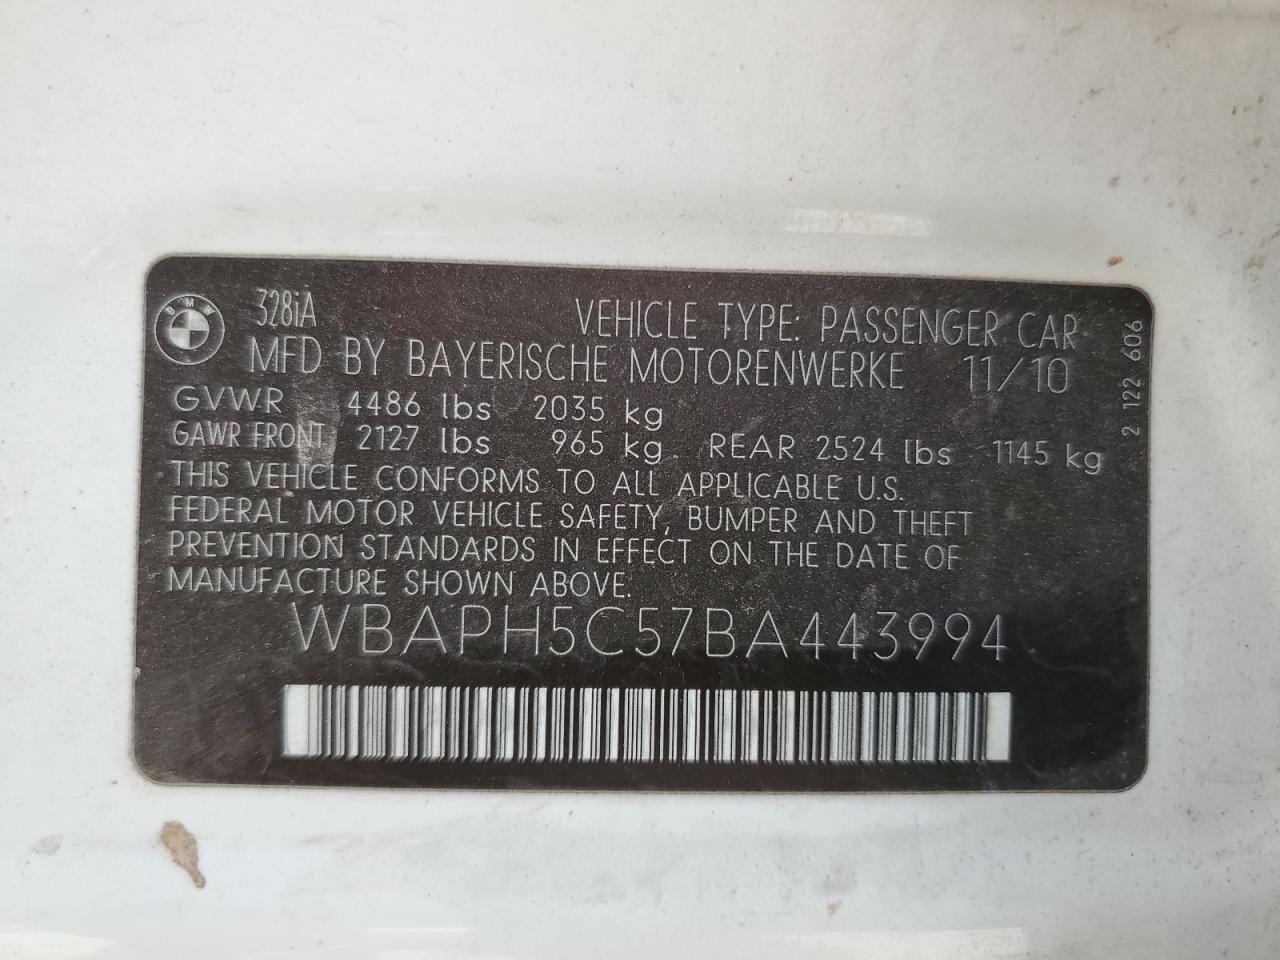 BMW
328iA
VEHICLE TYPE: PASSENGER CAR
MFD BY BAYERISCHE MOTORENWERKE 11/10
GVWR 4486 lbs 2035 kg
GAWR FRONT 2127 lbs 965 kg REAR 2524 lbs 1145 kg
THIS VEHICLE CONFORMS TO ALL APPLICABLE U.S.
FEDERAL MOTOR VEHICLE SAFETY, BUMPER AND THEFT
PREVENTION STANDARDS IN EFFECT ON THE DATE OF
MANUFACTURE SHOWN ABOVE.
WBAPH5C57BA443994
2 122 606